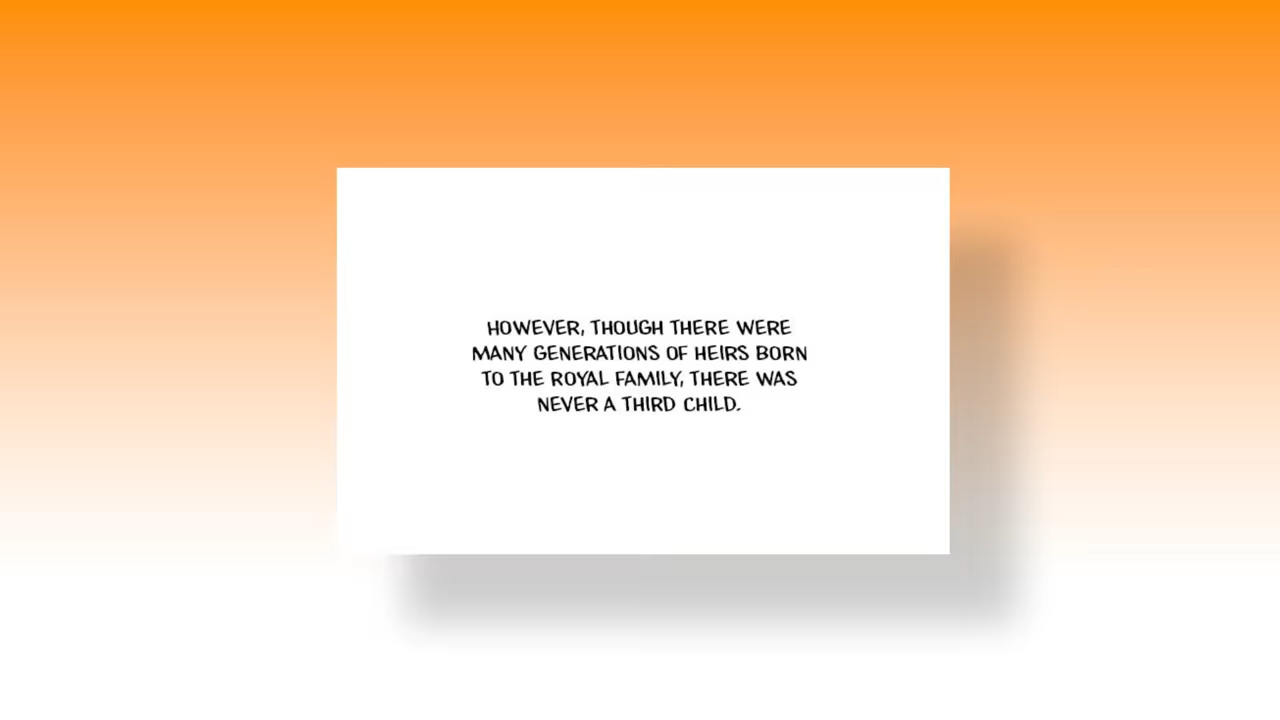 HOWEVER, THOUGH THERE WERE
MANY GENERATIONS OF HEIRS BORN
TO THE ROYAL FAMILY, THERE WAS
NEVER A THIRD CHILD.